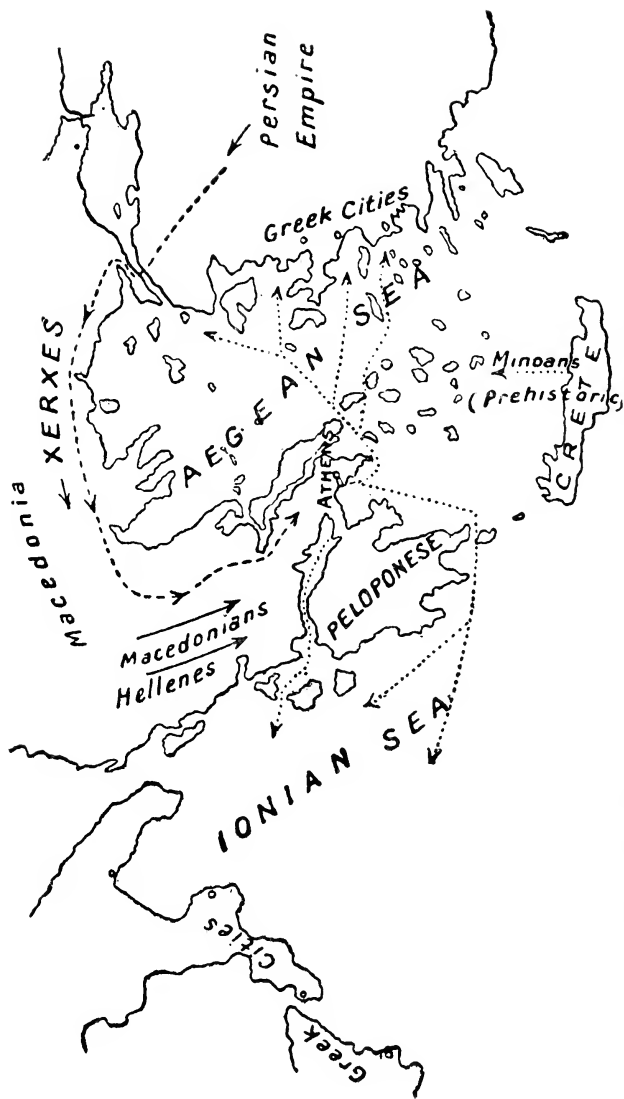 Persian
Empire
Greek Cities
XERXES
AEGEAN SEA
Minoans
(Prehistoric)
CRETE
ATHENS
Macedonia
PELOPONESE
Macedonians
Hellenes
IONIAN SEA
Greek Cities